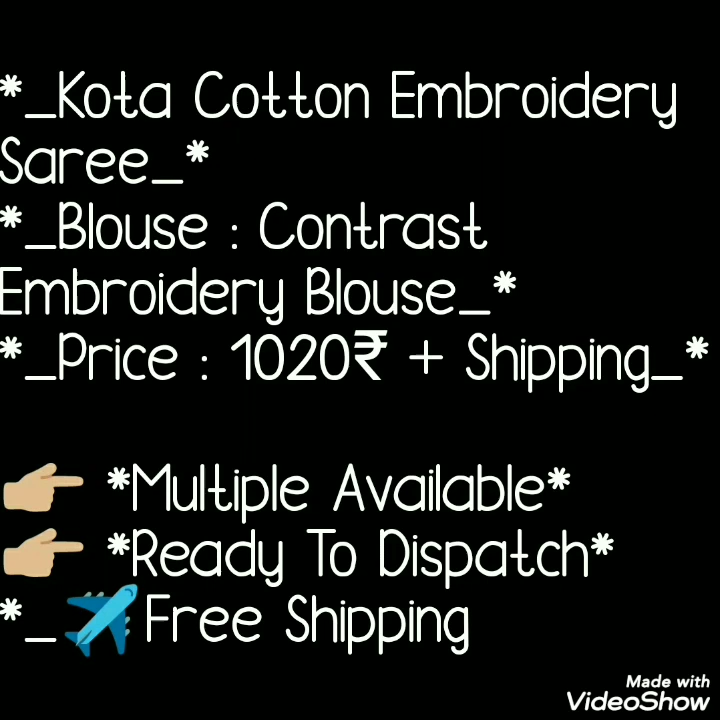 *_Kota Cotton Embroidery
Saree_*
*_Blouse : Contrast
Embroidery Blouse_*
*_Price : 1020₹ + Shipping_*
👉🏼 *Multiple Available*
👉🏼 *Ready To Dispatch*
*_✈️Free Shipping
Made with
VideoShow